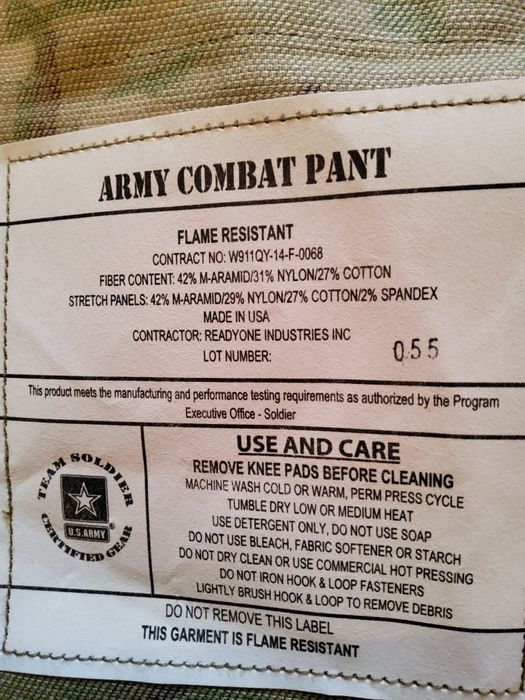 ARMY COMBAT PANT
FLAME RESISTANT
CONTRACT NO: W911QY-14-F-0068
FIBER CONTENT: 42% M-ARAMID/31% NYLON/27% COTTON
STRETCH PANELS: 42% M-ARAMID/29% NYLON/27% COTTON/2% SPANDEX
MADE IN USA
CONTRACTOR: READYONE INDUSTRIES INC
LOT NUMBER: 055
This product meets the manufacturing and performance testing requirements as authorized by the Program
Executive Office - Soldier
TEAM SOLDIER
U.S.ARMY®
CERTIFIED GEAR
USE AND CARE
REMOVE KNEE PADS BEFORE CLEANING
MACHINE WASH COLD OR WARM, PERM PRESS CYCLE
TUMBLE DRY LOW OR MEDIUM HEAT
USE DETERGENT ONLY, DO NOT USE SOAP
DO NOT USE BLEACH, FABRIC SOFTENER OR STARCH
DO NOT DRY CLEAN OR USE COMMERCIAL HOT PRESSING
DO NOT IRON HOOK & LOOP FASTENERS
LIGHTLY BRUSH HOOK & LOOP TO REMOVE DEBRIS
DO NOT REMOVE THIS LABEL
THIS GARMENT IS FLAME RESISTANT